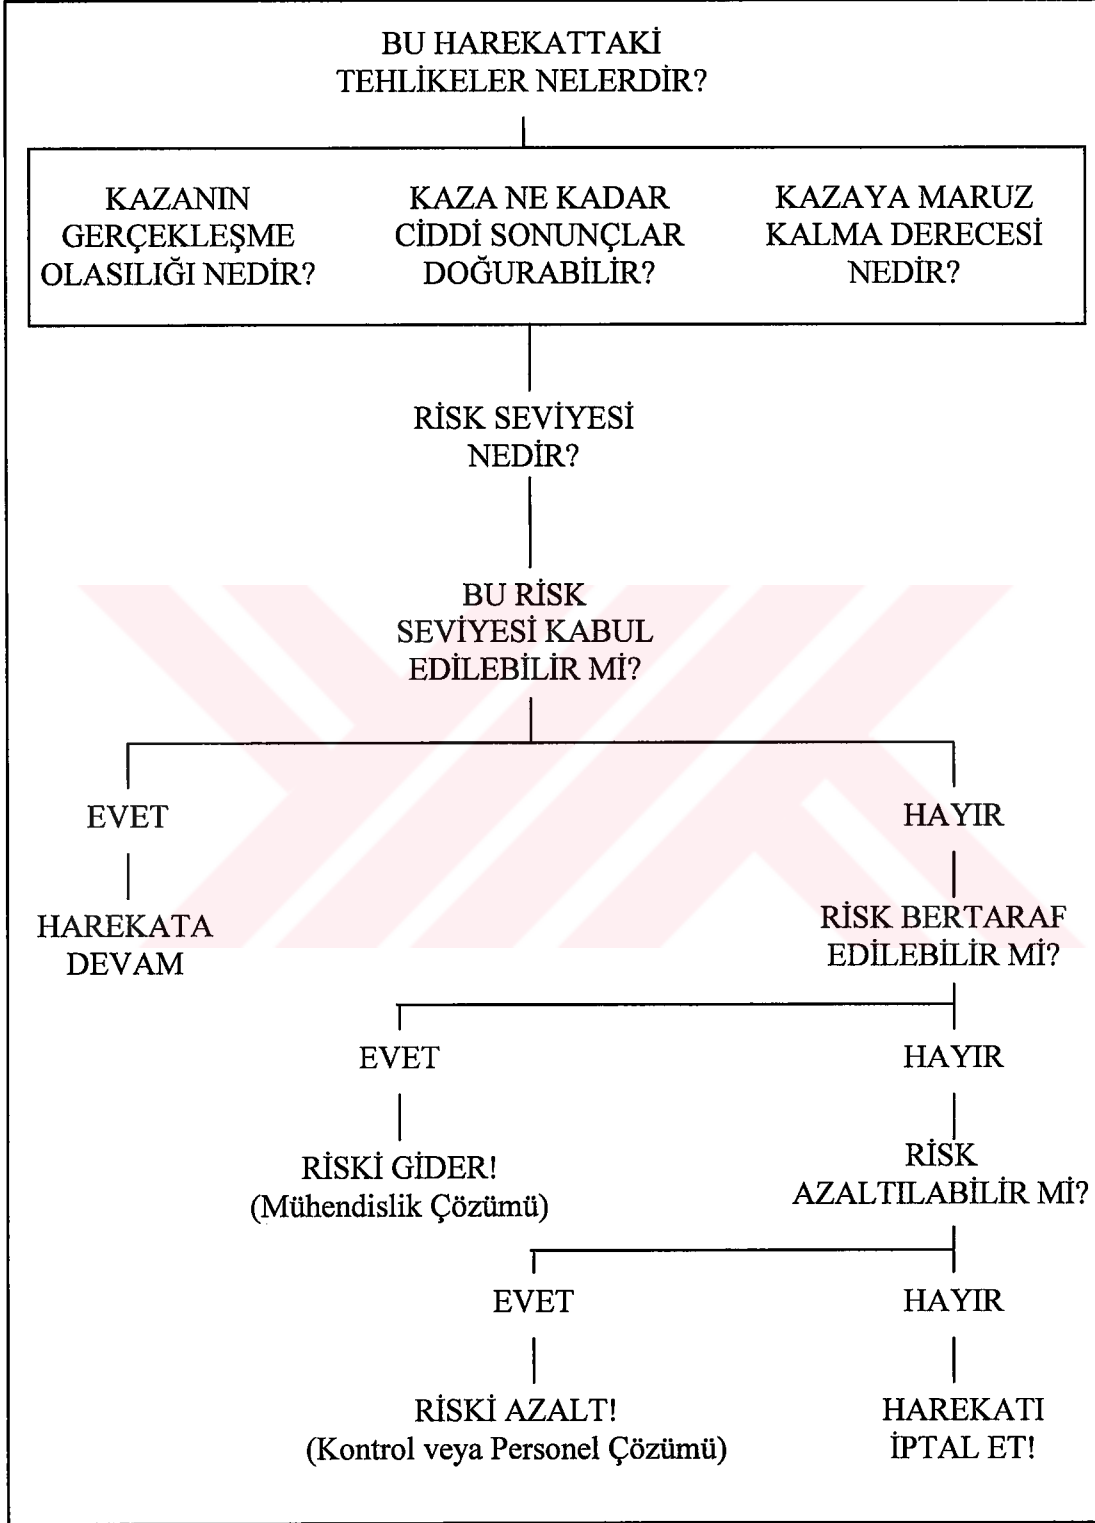 BU HAREKATTAKİ
TEHLİKELER NELERDİR?
KAZANIN
GERÇEKLEŞME
OLASILIĞI NEDİR?
KAZA NE KADAR
CİDDİ SONUNÇLAR
DOĞURABİLİR?
KAZAYA MARUZ
KALMA DERECESİ
NEDİR?
RİSK SEVİYESİ
NEDİR?
BU RİSK
SEVİYESİ KABUL
EDİLEBİLİR Mİ?
EVET
HAYIR
HAREKATA
DEVAM
RİSK BERTARAF
EDİLEBİLİR Mİ?
EVET
HAYIR
RİSKİ GİDER!
(Mühendislik Çözümü)
RİSK
AZALTILABİLİR Mİ?
EVET
HAYIR
RİSKİ AZALT!
(Kontrol veya Personel Çözümü)
HAREKATI
İPTAL ET!